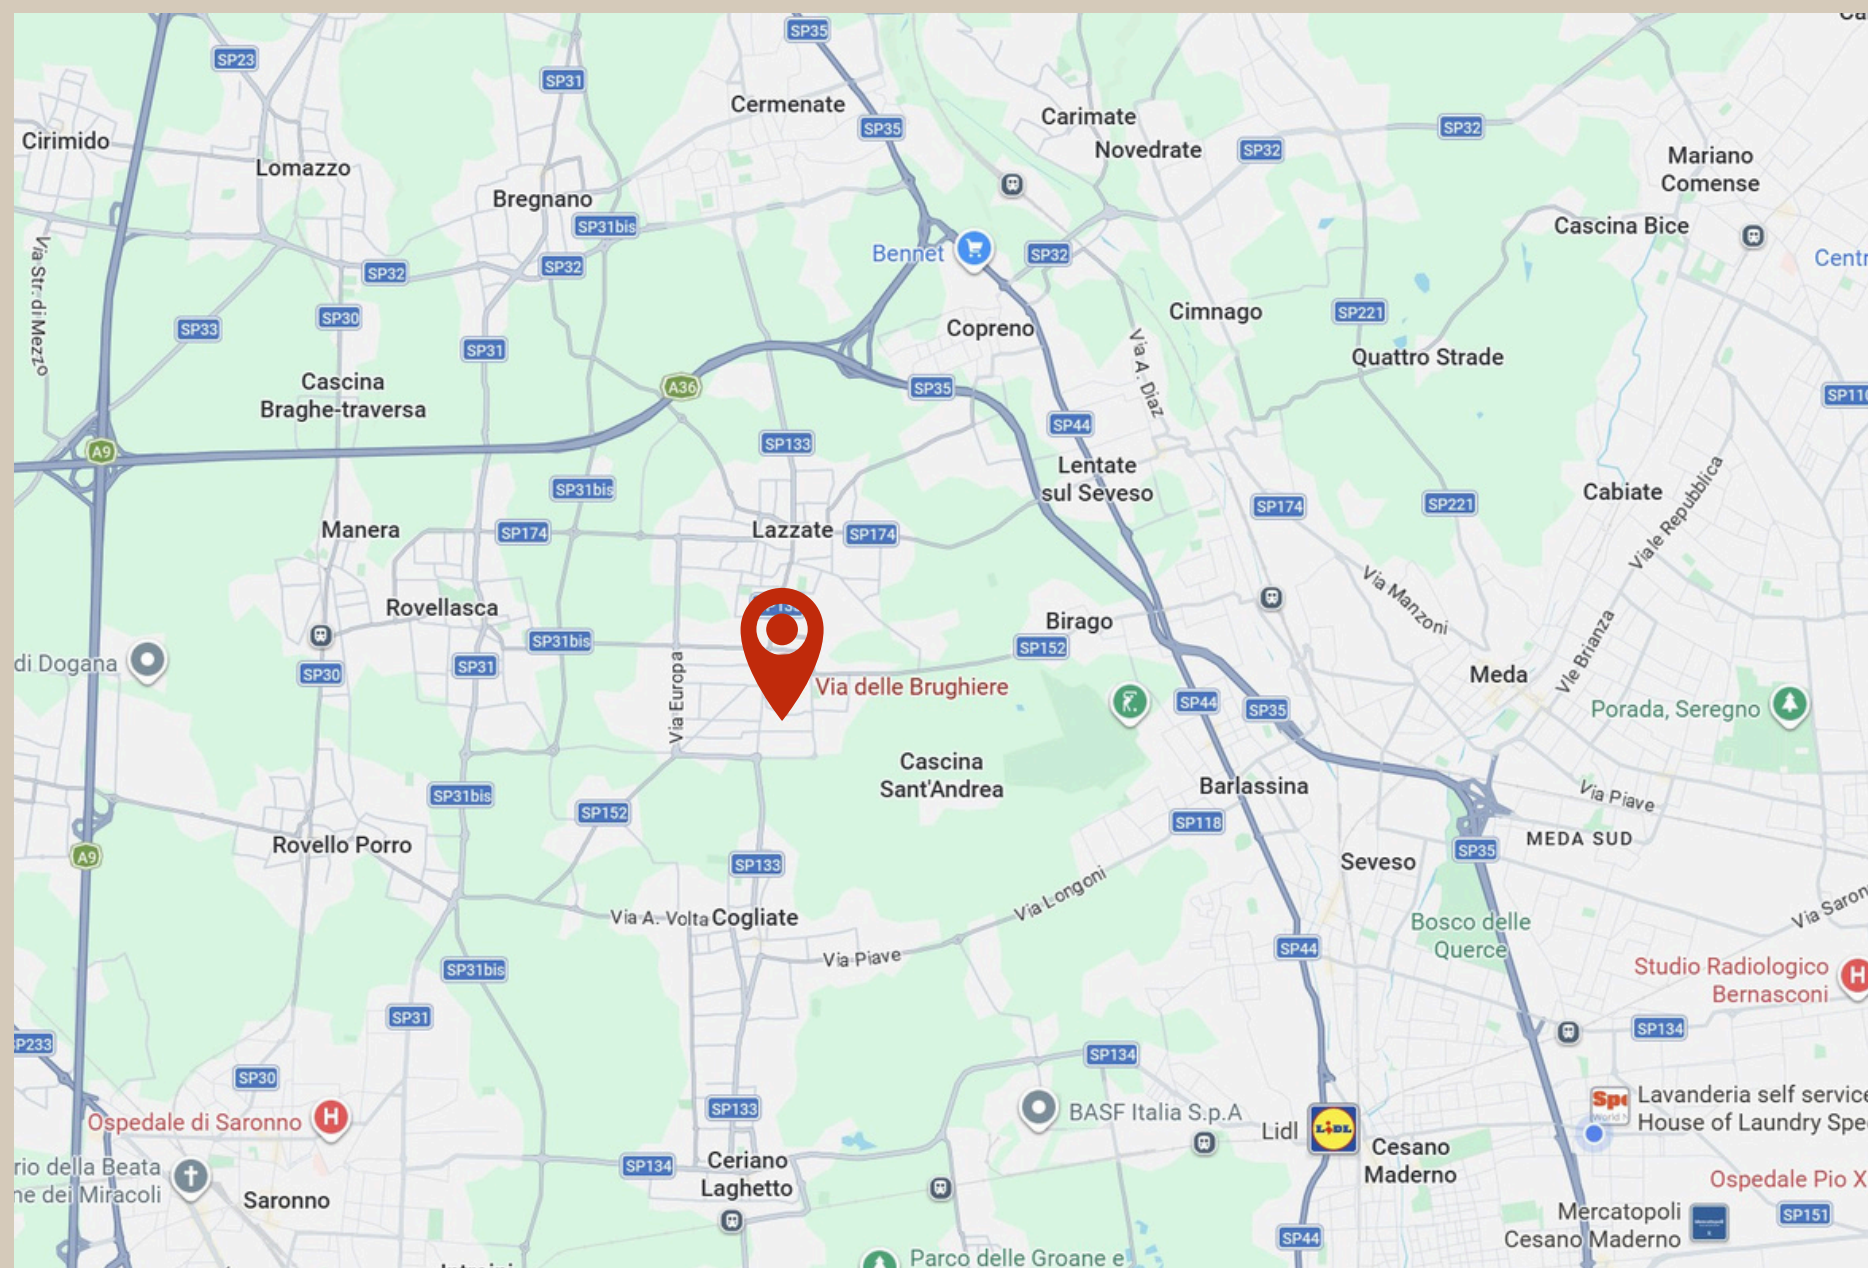 SP35
SP23
SP31
Cermenate
Carimate
SP35
SP32
Cirimido
Novedrate
SP32
Mariano
Comense
Lomazzo
Bregnano
SP31bis
Cascina Bice
Bennet
SP32
Via Str. di Mezzo
SP32
SP32
Centr
SP30
SP33
Cimnago
SP221
Copreno
SP31
Via A. Diaz
Quattro Strade
Cascina
Braghe-traversa
A36
SP35
SP110
SP44
A9
SP133
Lentate
sul Seveso
SP31bis
Cabiate
SP174
SP221
Viale Repubblica
Manera
SP174
Lazzate
SP174
Via Manzoni
Rovellasca
Birago
SP31bis
SP152
Vle Brianza
di Dogana
SP30
SP31
Via Europa
Via delle Brughiere
Meda
SP44
SP35
Porada, Seregno
Cascina
Sant'Andrea
Barlassina
SP31bis
Via Piave
SP152
SP118
MEDA SUD
Rovello Porro
A9
SP133
SP35
Seveso
Via Longoni
Via A. Volta
Cogliate
Via Saron
Bosco delle
Querce
SP44
Via Piave
SP31bis
Studio Radiologico
Bernasconi
H
SP31
SP134
P233
SP134
SP30
Lavanderia self service
House of Laundry Spe
SP133
BASF Italia S.p.A
Ospedale di Saronno
H
Lidl
LIDL
Cesano
Maderno
SP134
Ceriano
Laghetto
rio della Beata
ne dei Miracoli
Saronno
Ospedale Pio X
Mercatopoli
Cesano Maderno
SP151
SP44
Parco delle Groane e